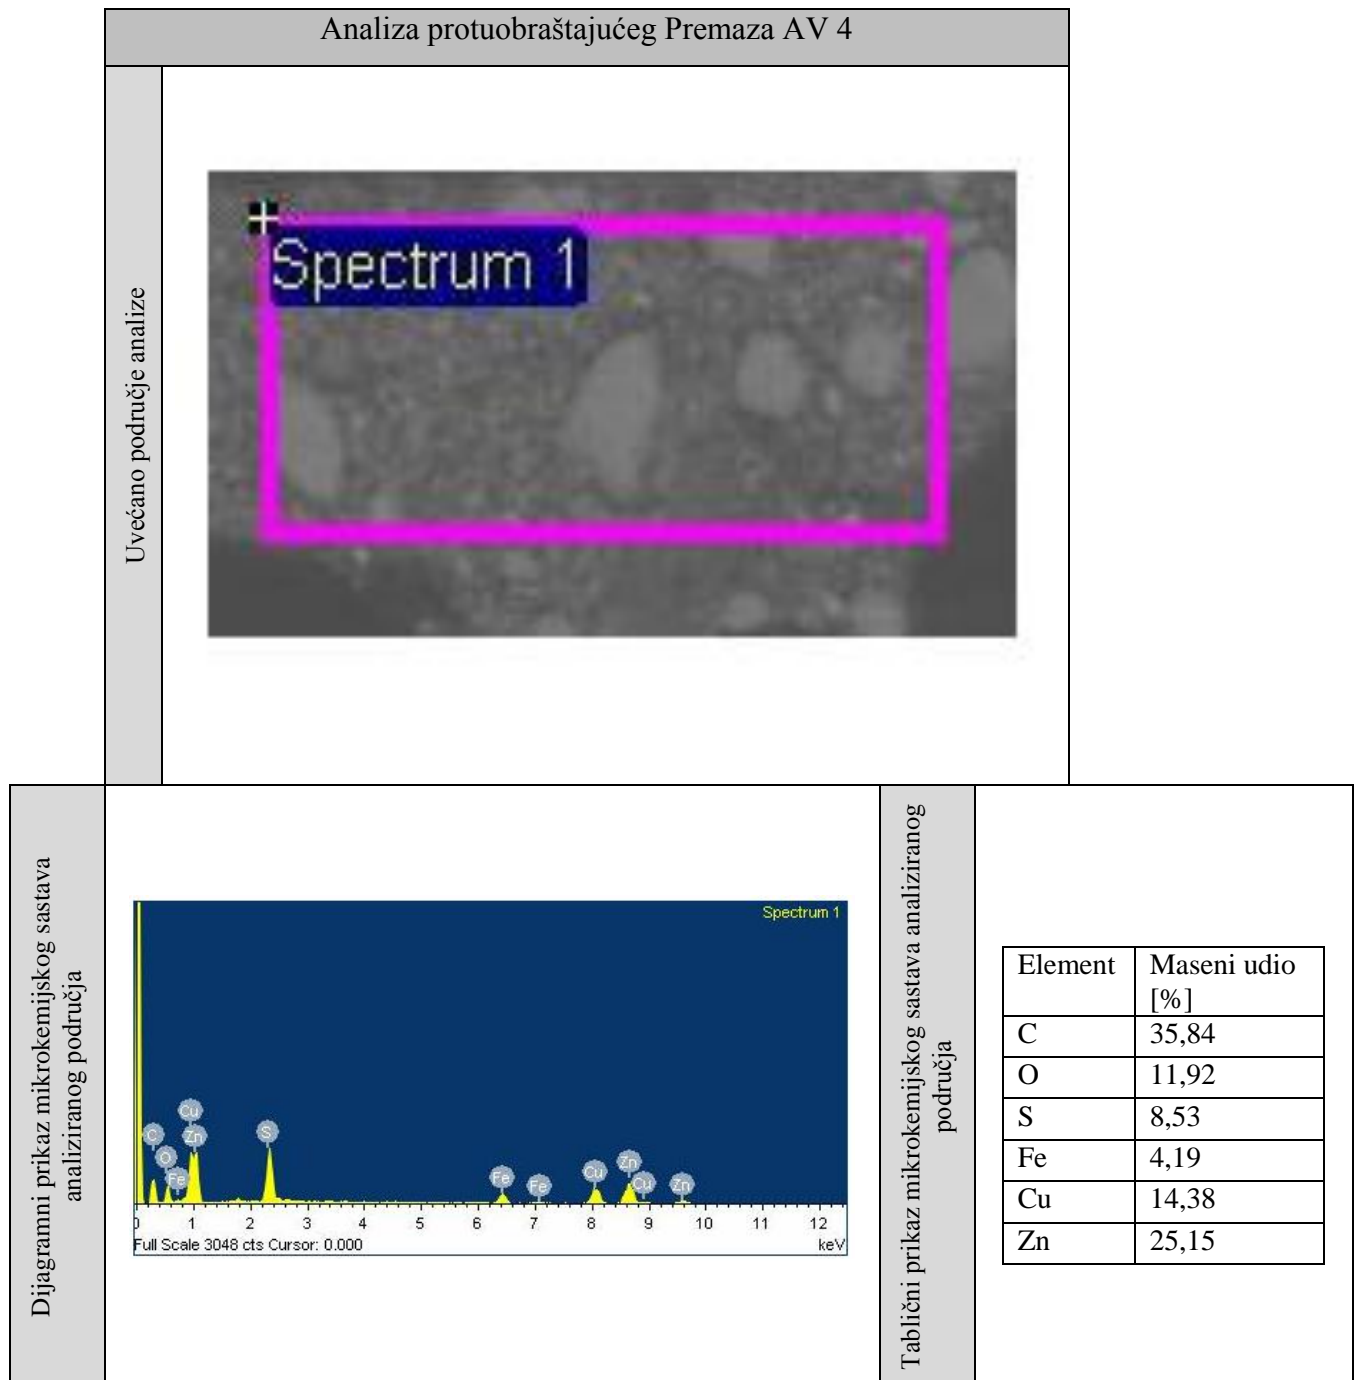 Analiza protuobraštajućeg Premaza AV 4
Uvećano područje analize
Spectrum 1
Dijagramni prikaz mikrokemijskog sastava
analiziranog područja
Spectrum 1
C
O
Fe
Cu
Zn
S
Fe
Fe
Cu
Zn
Cu
Zn
0 1 2 3 4 5 6 7 8 9 10 11 12
Full Scale 3048 cts Cursor: 0.000 keV
Tablični prikaz mikrokemijskog sastava analiziranog
područja
Element Maseni udio
[%]
C 35,84
O 11,92
S 8,53
Fe 4,19
Cu 14,38
Zn 25,15